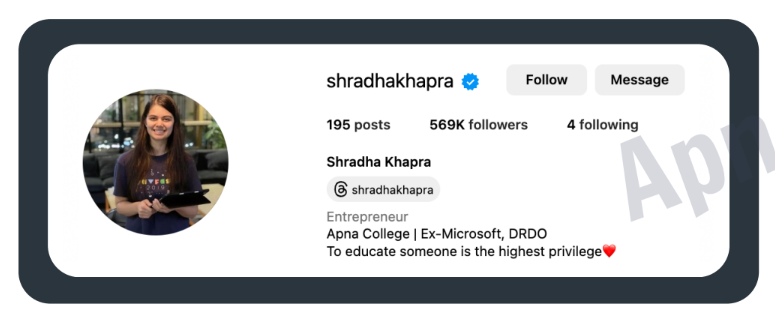 shradhakhapra Follow Message
195 posts 569K followers 4 following
Shradha Khapra
shradhakhapra
Entrepreneur
Apna College | Ex-Microsoft, DRDO
To educate someone is the highest privilege❤️
Apn